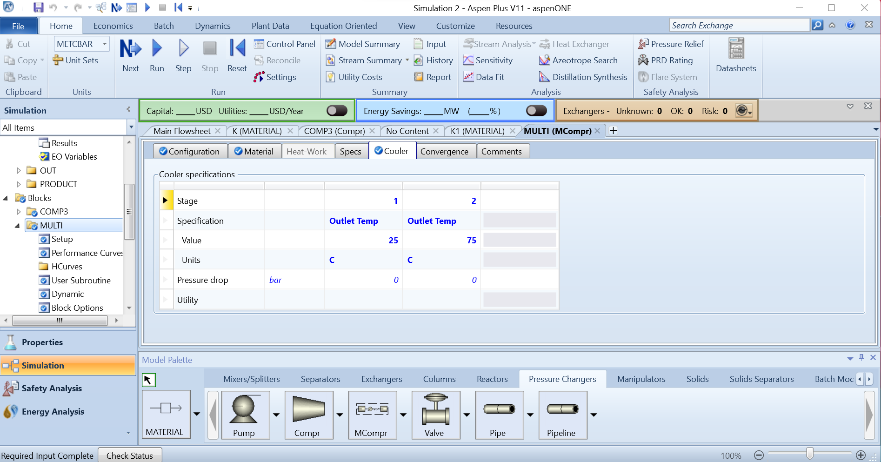 Simulation 2 - Aspen Plus V11 - aspenONE
File Home Economics Batch Dynamics Plant Data Equation Oriented View Customize Resources Search Exchange
Cut METCBAR Control Panel Model Summary Input Stream Analysis Heat Exchanger Pressure Relief
Copy Unit Sets Next Run Step Stop Reset Reconcile Stream Summary History Sensitivity Azeotrope Search PRD Rating Datasheets
Paste Settings Utility Costs Report Data Fit Distillation Synthesis Flare System
Clipboard Units Run Summary Analysis Safety Analysis
Simulation Capital: ____USD Utilities: ____USD/Year Energy Savings: ____MW (____%) Exchangers - Unknown: 0 OK: 0 Risk: 0
All Items Main Flowsheet K (MATERIAL) COMP3 (Compr) No Content K1 (MATERIAL) MULTI (MCompr) +
Results
EO Variables
OUT
PRODUCT
Blocks
COMP3
MULTI
Setup
Performance Curves
HCurves
User Subroutine
Dynamic
Block Options
Configuration Material Heat-Work Specs Cooler Convergence Comments
Cooler specifications
Stage 1 2
Specification Outlet Temp Outlet Temp
Value 25 75
Units C C
Pressure drop bar 0 0
Utility
Properties
Simulation
Safety Analysis
Energy Analysis
Model Palette
Mixers/Splitters Separators Exchangers Columns Reactors Pressure Changers Manipulators Solids Solids Separators Batch Moc
MATERIAL Pump Compr MCompr Valve Pipe Pipeline
Required Input Complete Check Status 100%